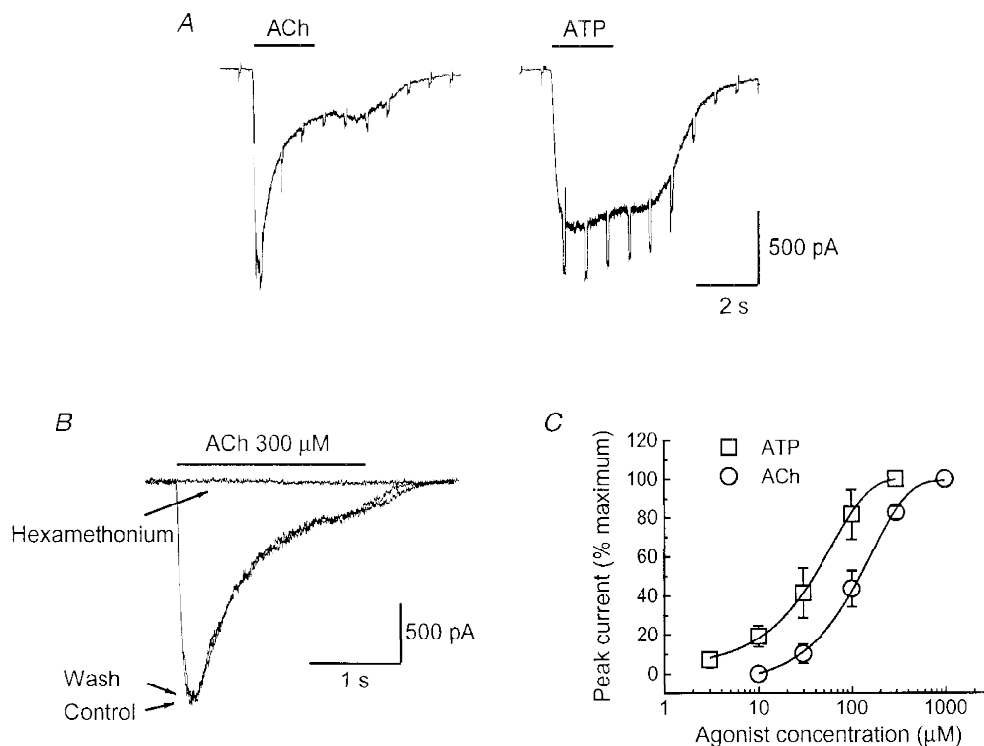 A
ACh
ATP
500 pA
2 s
B
ACh 300 µM
Hexamethonium
Wash
Control
500 pA
1 s
C
Peak current (% maximum)
120
100
80
60
40
20
0
ATP
ACh
1 10 100 1000
Agonist concentration (µM)